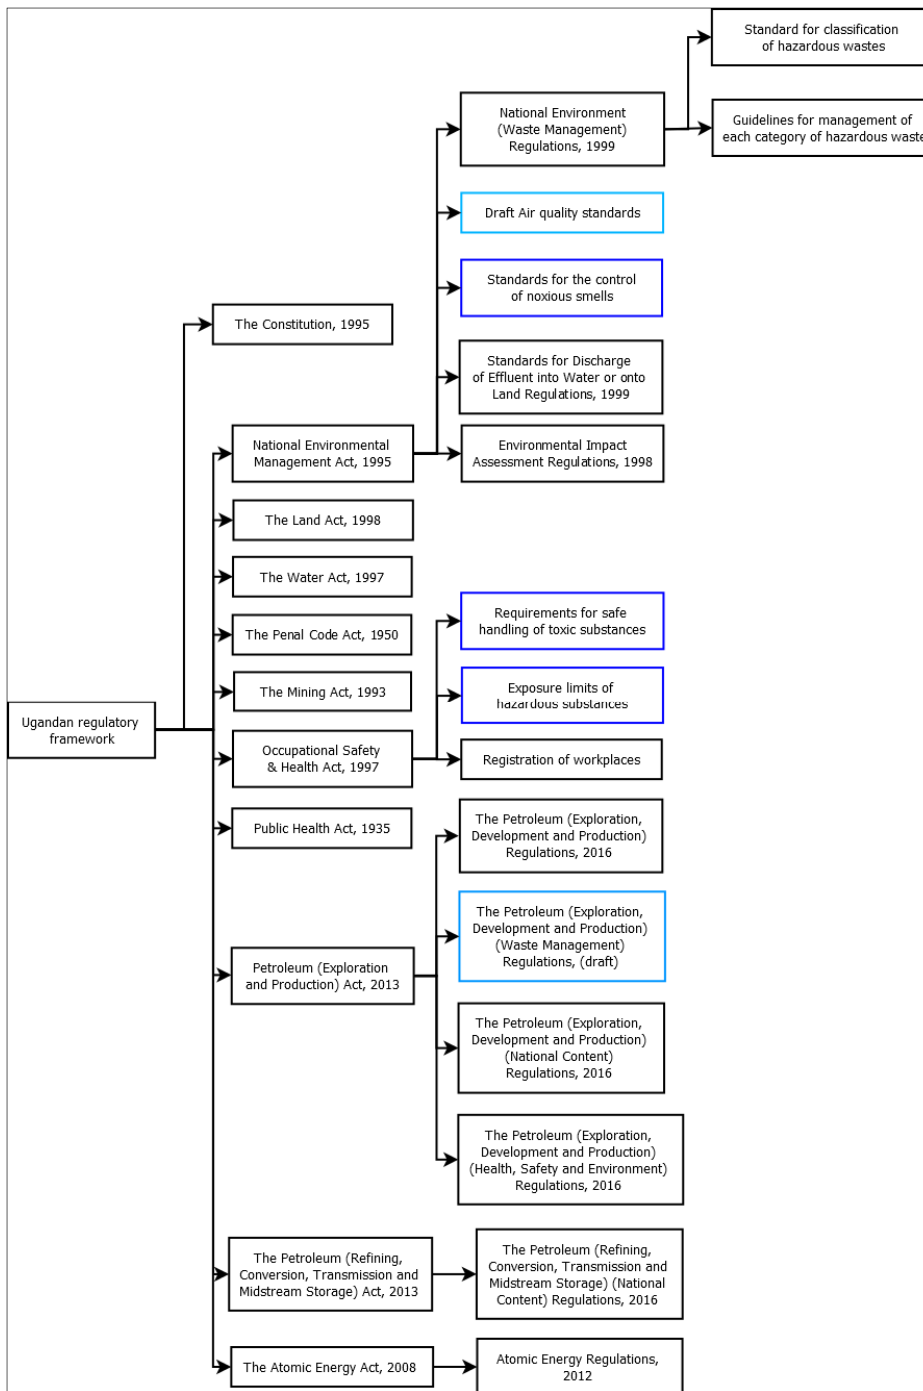 Standard for classification
of hazardous wastes
National Environment
(Waste Management)
Regulations, 1999
Guidelines for management of
each category of hazardous waste
Draft Air quality standards
Standards for the control
of noxious smells
The Constitution, 1995
Standards for Discharge
of Effluent into Water or onto
Land Regulations, 1999
National Environmental
Management Act, 1995
Environmental Impact
Assessment Regulations, 1998
The Land Act, 1998
The Water Act, 1997
Requirements for safe
handling of toxic substances
The Penal Code Act, 1950
The Mining Act, 1993
Exposure limits of
hazardous substances
Ugandan regulatory
framework
Occupational Safety
& Health Act, 1997
Registration of workplaces
Public Health Act, 1935
The Petroleum (Exploration,
Development and Production)
Regulations, 2016
The Petroleum (Exploration,
Development and Production)
(Waste Management)
Regulations, (draft)
Petroleum (Exploration
and Production) Act, 2013
The Petroleum (Exploration,
Development and Production)
(National Content)
Regulations, 2016
The Petroleum (Exploration,
Development and Production)
(Health, Safety and Environment)
Regulations, 2016
The Petroleum (Refining,
Conversion, Transmission and
Midstream Storage) Act, 2013
The Petroleum (Refining,
Conversion, Transmission and
Midstream Storage) (National
Content) Regulations, 2016
The Atomic Energy Act, 2008
Atomic Energy Regulations,
2012